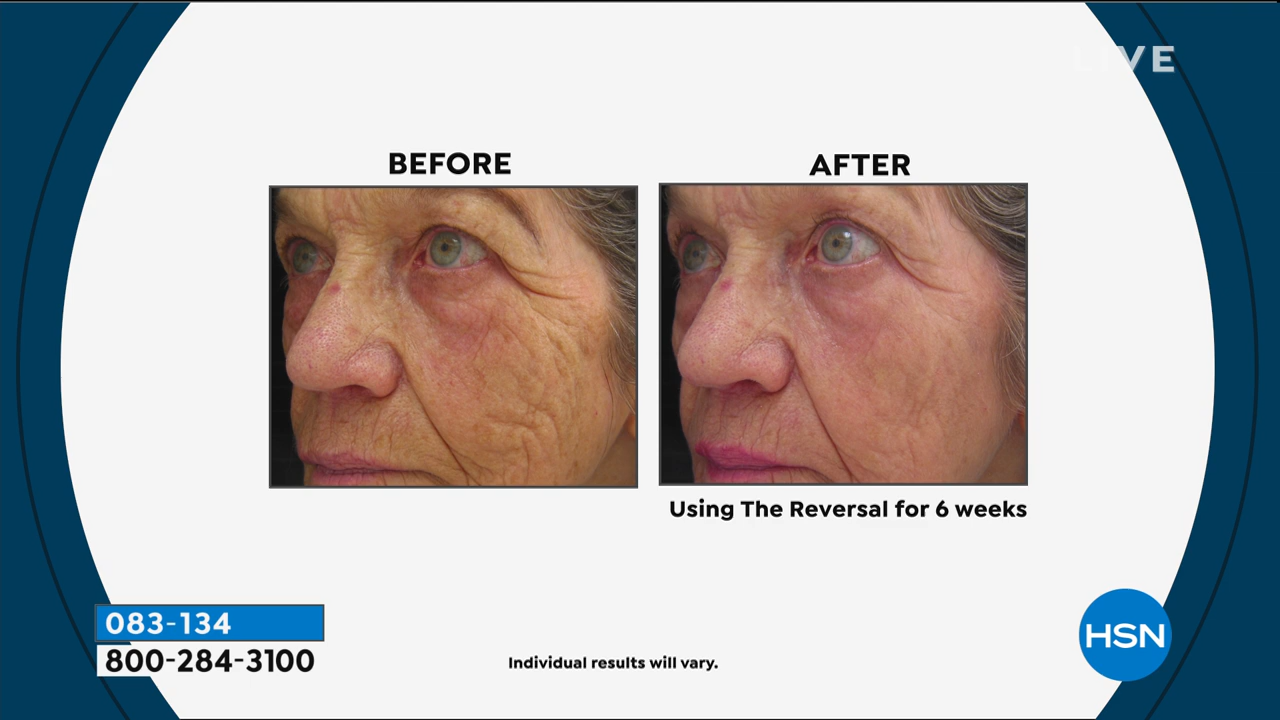 LIVE
BEFORE
AFTER
Using The Reversal for 6 weeks
083-134
800-284-3100
Individual results will vary.
HSN